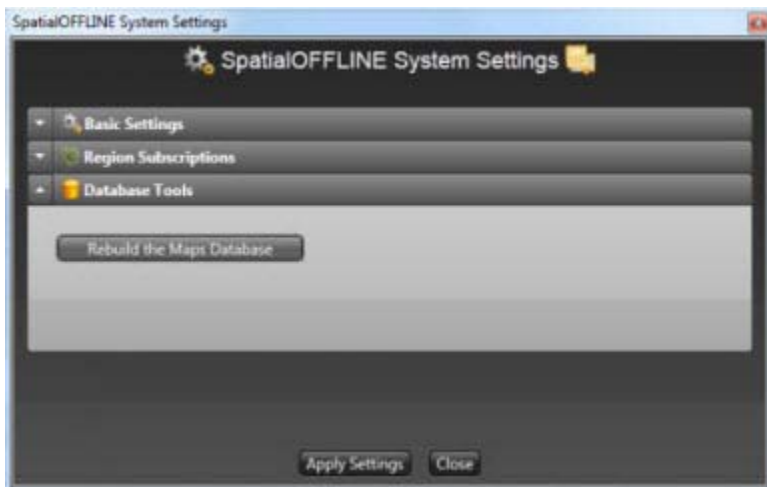 SpatialOFFLINE System Settings
SpatialOFFLINE System Settings
Basic Settings
Region Subscriptions
Database Tools
Rebuild the Maps Database
Apply Settings Close